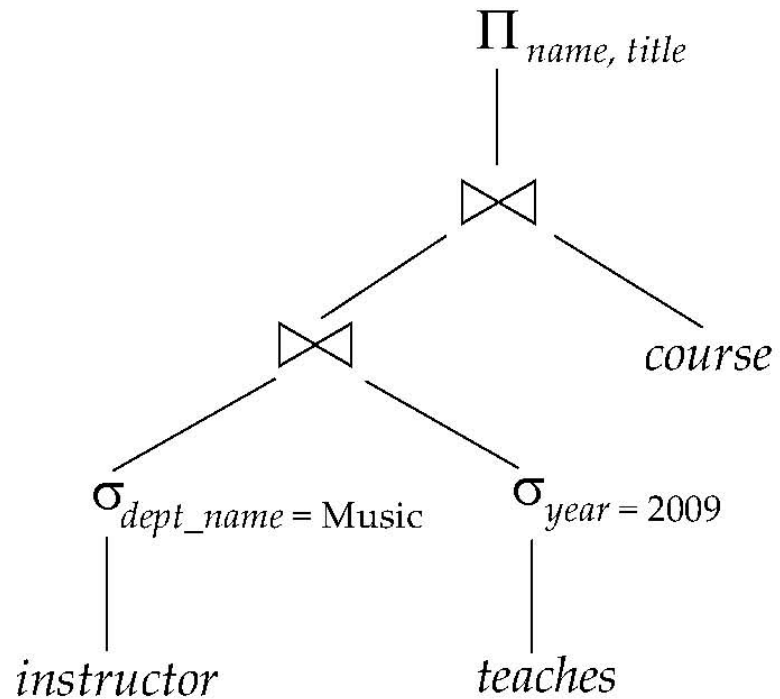 Π name, title
⋈
⋈
course
σ dept_name = Music
σ year = 2009
instructor
teaches